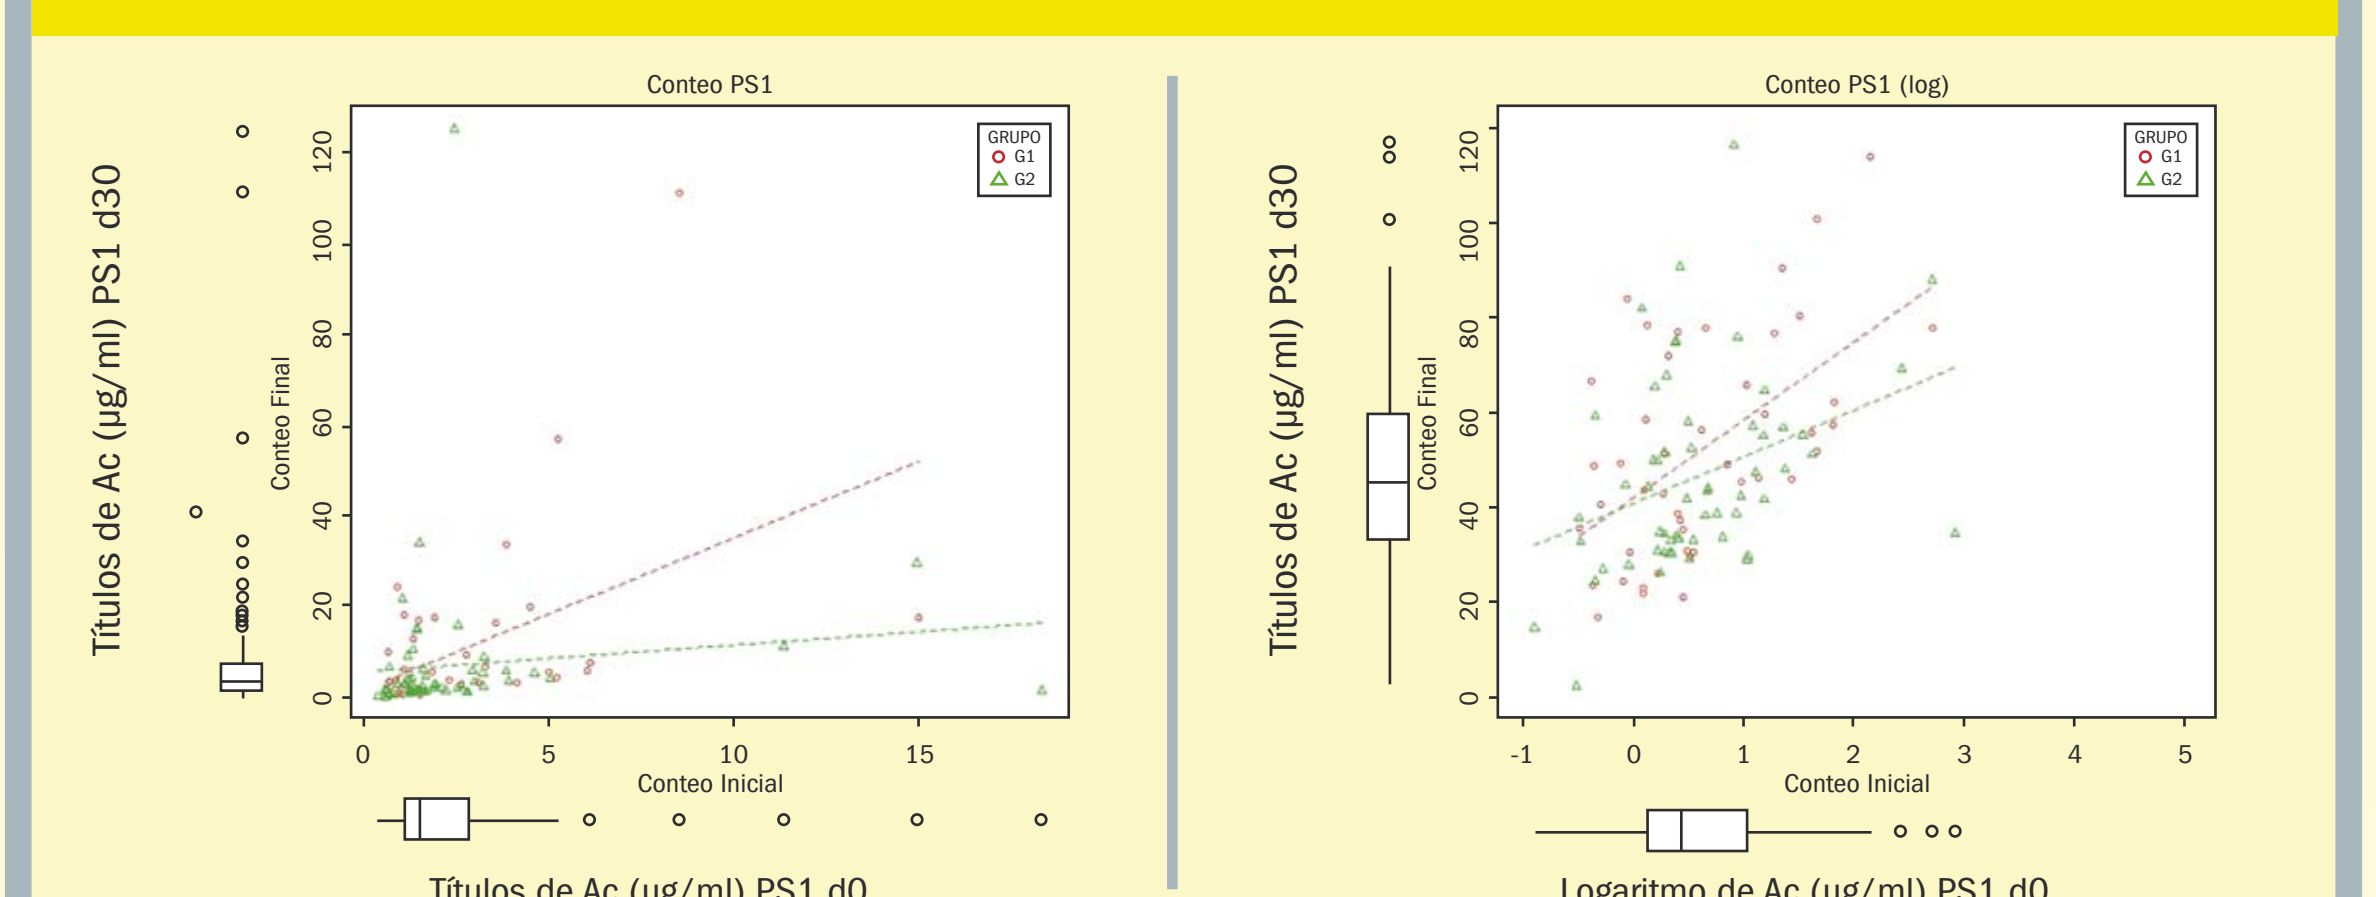 Conteo PS1
Títulos de Ac (µg/ml) PS1 d30
Conteo Final
120
100
80
60
40
20
0
GRUPO
G1
G2
0 5 10 15
Conteo Inicial
Títulos de Ac (µg/ml) PS1 d0
Conteo PS1 (log)
Títulos de Ac (µg/ml) PS1 d30
Conteo Final
120
100
80
60
40
20
0
GRUPO
G1
G2
-1 0 1 2 3 4 5
Conteo Inicial
Logaritmo de Ac (µg/ml) PS1 d0